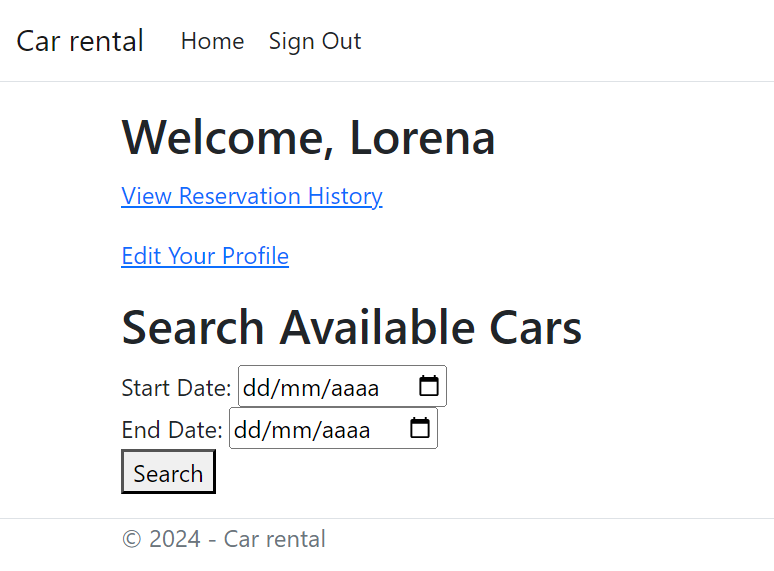 Car rental Home Sign Out
Welcome, Lorena
View Reservation History
Edit Your Profile
Search Available Cars
Start Date: dd/mm/aaaa
End Date: dd/mm/aaaa
Search
© 2024 - Car rental